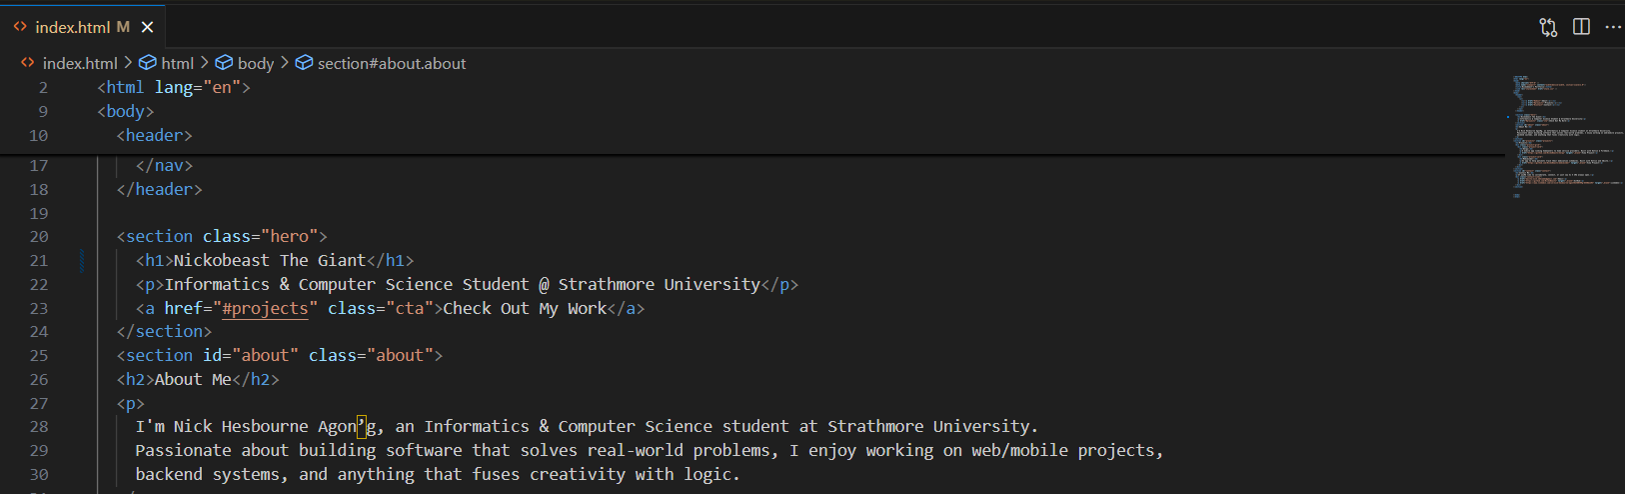 index.html M
index.html > html > body > section#about.about
2 <html lang="en">
9 <body>
10 <header>
17 </nav>
18 </header>
19
20 <section class="hero">
21 <h1>Nickobeast The Giant</h1>
22 <p>Informatics & Computer Science Student @ Strathmore University</p>
23 <a href="#projects" class="cta">Check Out My Work</a>
24 </section>
25 <section id="about" class="about">
26 <h2>About Me</h2>
27 <p>
28 I'm Nick Hesbourne Agon’g, an Informatics & Computer Science student at Strathmore University.
29 Passionate about building software that solves real-world problems, I enjoy working on web/mobile projects,
30 backend systems, and anything that fuses creativity with logic.